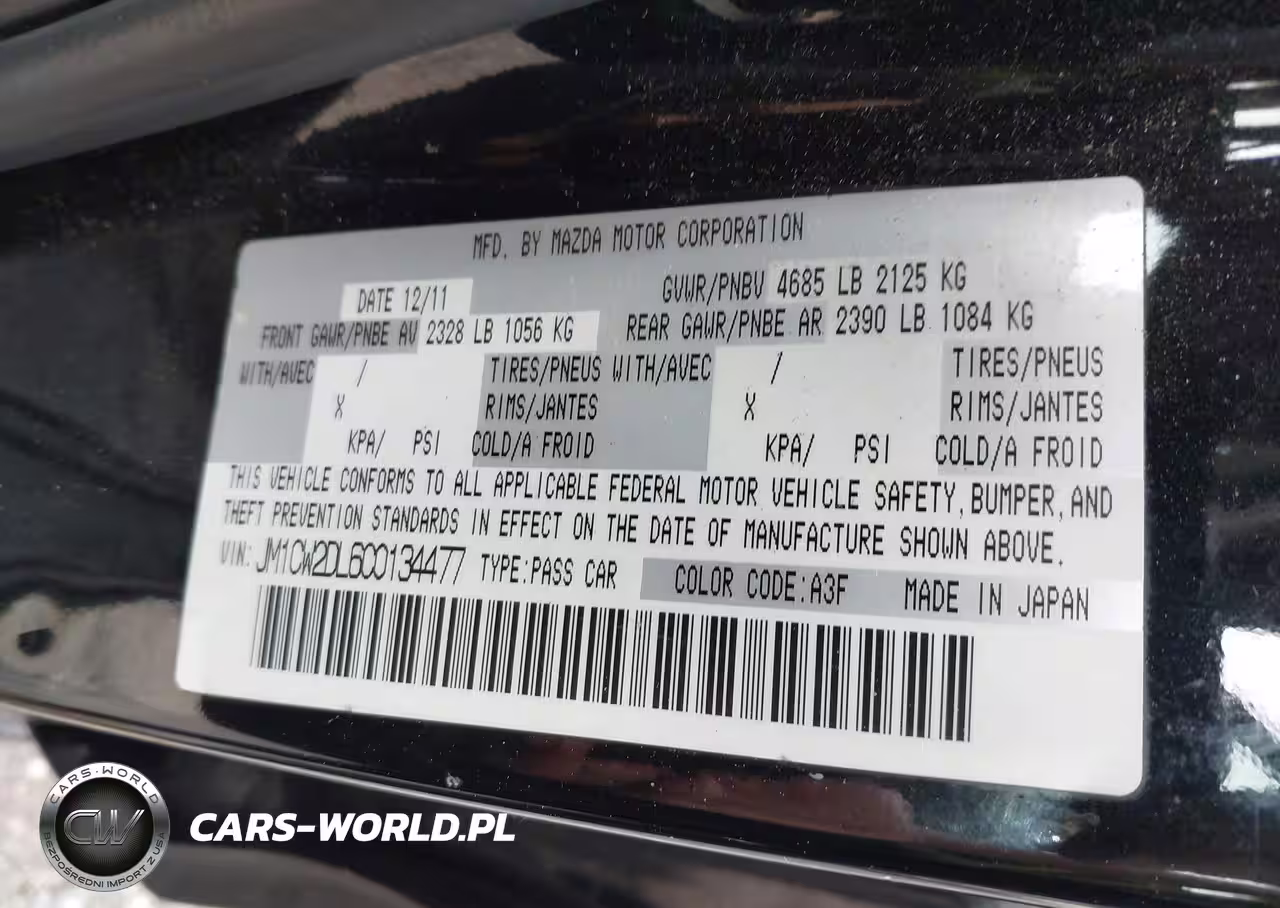 MFD. BY MAZDA MOTOR CORPORATION
DATE 12/11
GVWR/PNBV 4685 LB 2125 KG
FRONT GAWR/PNBE AV 2328 LB 1056 KG
REAR GAWR/PNBE AR 2390 LB 1084 KG
WITH/AVEC / TIRES/PNEUS WITH/AVEC / TIRES/PNEUS
X RIMS/JANTES X RIMS/JANTES
KPA/ PSI COLD/A FROID KPA/ PSI COLD/A FROID
THIS VEHICLE CONFORMS TO ALL APPLICABLE FEDERAL MOTOR VEHICLE SAFETY, BUMPER, AND
THEFT PREVENTION STANDARDS IN EFFECT ON THE DATE OF MANUFACTURE SHOWN ABOVE.
VIN: JM1CW2DL6C0134477 TYPE: PASS CAR COLOR CODE: A3F MADE IN JAPAN
CARS-WORLD
CW
BEZPOŚREDNI IMPORT Z USA
CARS-WORLD.PL